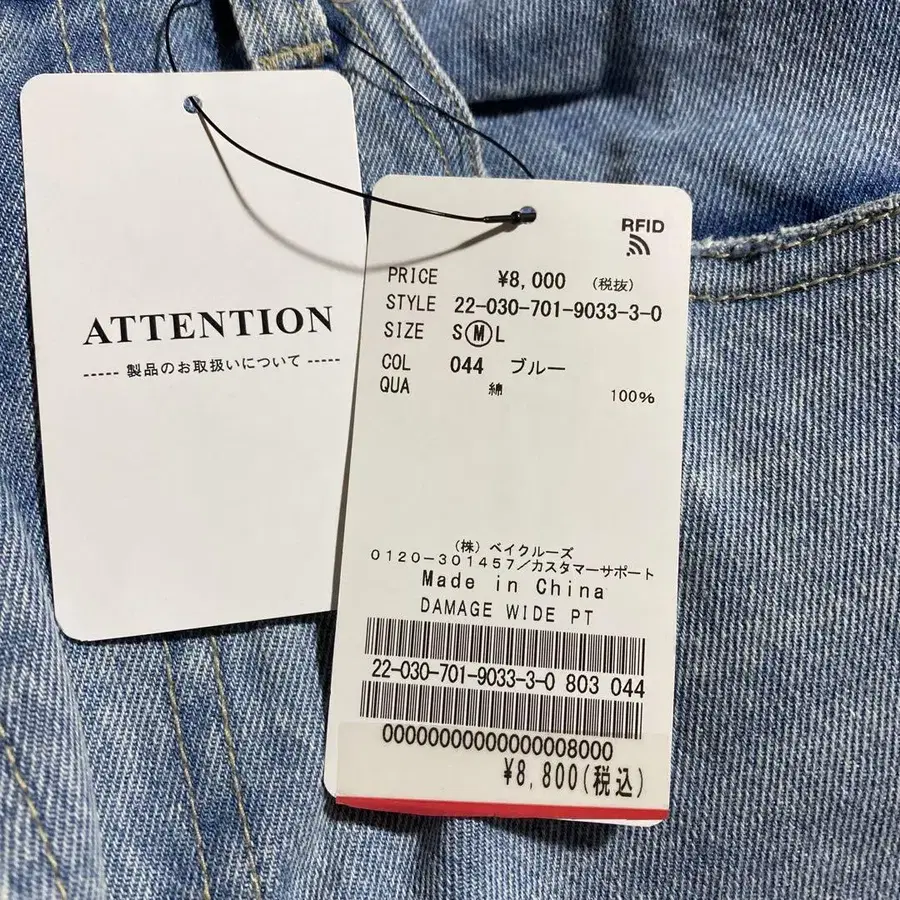 ATTENTION
----- 製品のお取扱いについて -----
RFID
PRICE ¥8,000 (税抜)
STYLE 22-030-701-9033-3-0
SIZE S M L
COL 044 ブルー
QUA 綿 100%
(株) ベイクルーズ
0120-301457/カスタマーサポート
Made in China
DAMAGE WIDE PT
22-030-701-9033-3-0 803 044
00000000000000008000
¥8,800(税込)